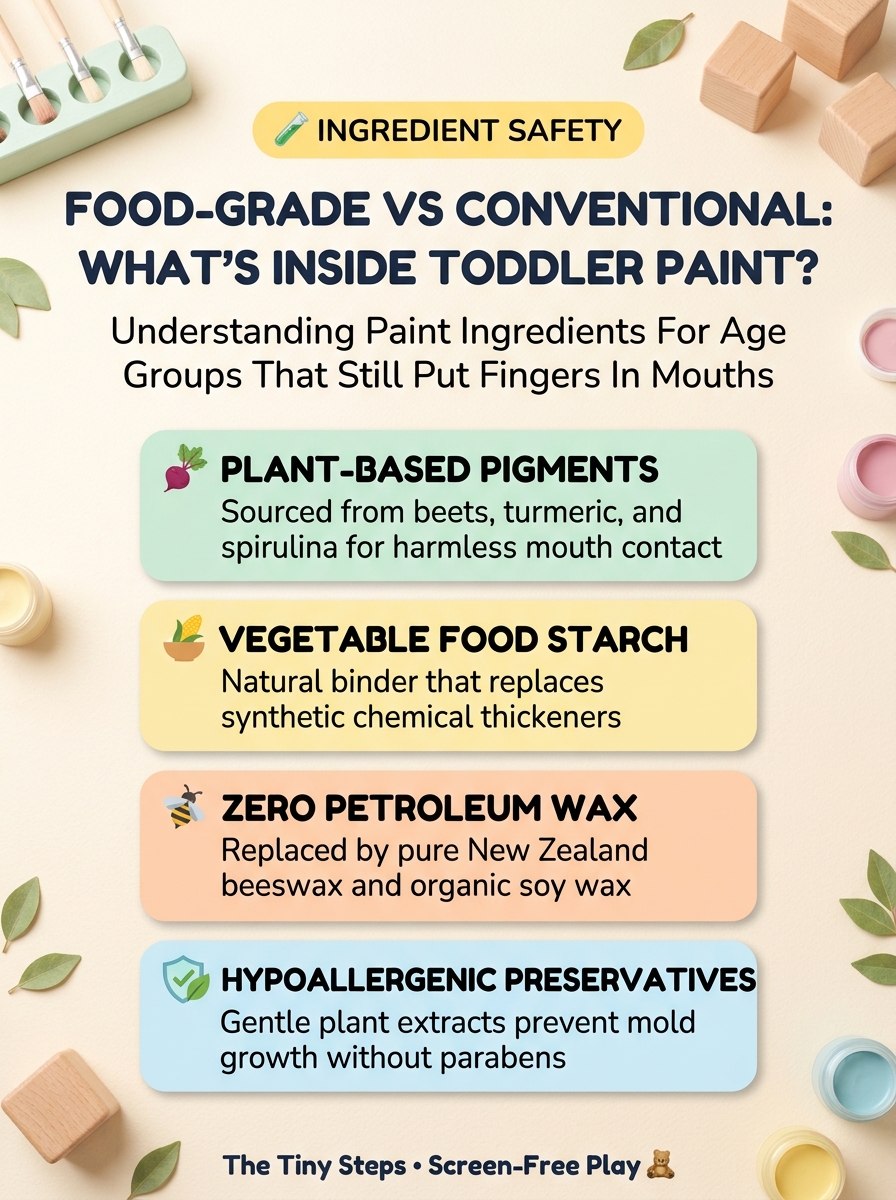 INGREDIENT SAFETY
FOOD-GRADE VS CONVENTIONAL:
WHAT’S INSIDE TODDLER PAINT?
Understanding Paint Ingredients For Age
Groups That Still Put Fingers In Mouths
PLANT-BASED PIGMENTS
Sourced from beets, turmeric, and
spirulina for harmless mouth contact
VEGETABLE FOOD STARCH
Natural binder that replaces
synthetic chemical thickeners
ZERO PETROLEUM WAX
Replaced by pure New Zealand
beeswax and organic soy wax
HYPOALLERGENIC PRESERVATIVES
Gentle plant extracts prevent mold
growth without parabens
The Tiny Steps • Screen-Free Play